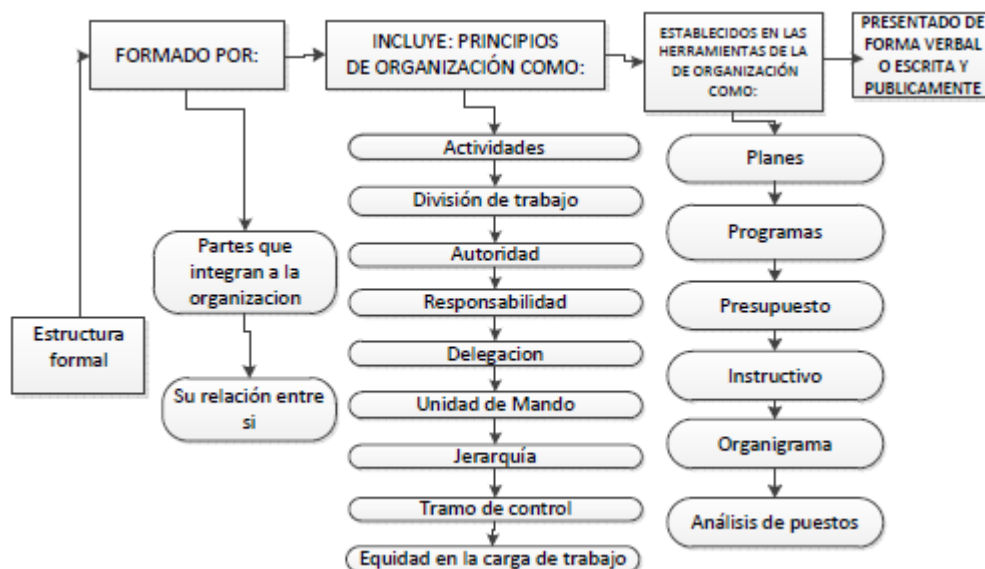 FORMADO POR:
INCLUYE: PRINCIPIOS
DE ORGANIZACIÓN COMO:
ESTABLECIDOS EN LAS
HERRAMIENTAS DE LA
DE ORGANIZACIÓN
COMO:
PRESENTADO DE
FORMA VERBAL
O ESCRITA Y
PUBLICAMENTE
Estructura
formal
Partes que
integran a la
organizacion
Su relación entre
si
Actividades
División de trabajo
Autoridad
Responsabilidad
Delegacion
Unidad de Mando
Jerarquía
Tramo de control
Equidad en la carga de trabajo
Planes
Programas
Presupuesto
Instructivo
Organigrama
Análisis de puestos